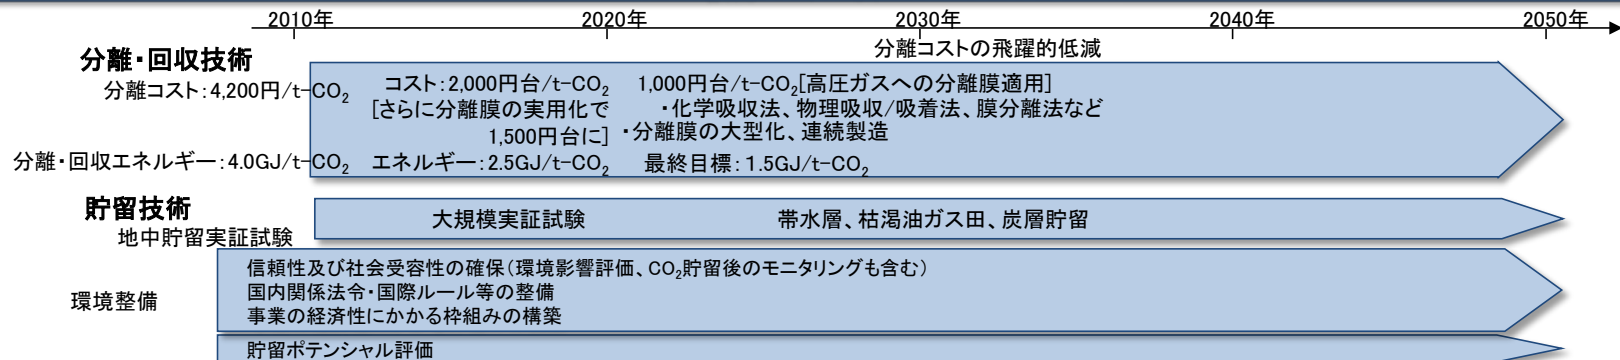 2010年 2020年 2030年 2040年 2050年
分離コストの飛躍的低減
分離・回収技術
分離コスト:4,200円/t-CO₂
コスト:2,000円台/t-CO₂ 1,000円台/t-CO₂[高圧ガスへの分離膜適用]
[さらに分離膜の実用化で ・化学吸収法、物理吸収/吸着法、膜分離法など
1,500円台に] ・分離膜の大型化、連続製造
分離・回収エネルギー:4.0GJ/t-CO₂ エネルギー:2.5GJ/t-CO₂ 最終目標:1.5GJ/t-CO₂
貯留技術
地中貯留実証試験
大規模実証試験 帯水層、枯渇油ガス田、炭層貯留
環境整備
信頼性及び社会受容性の確保(環境影響評価、CO₂貯留後のモニタリングも含む)
国内関係法令・国際ルール等の整備
事業の経済性にかかる枠組みの構築
貯留ポテンシャル評価